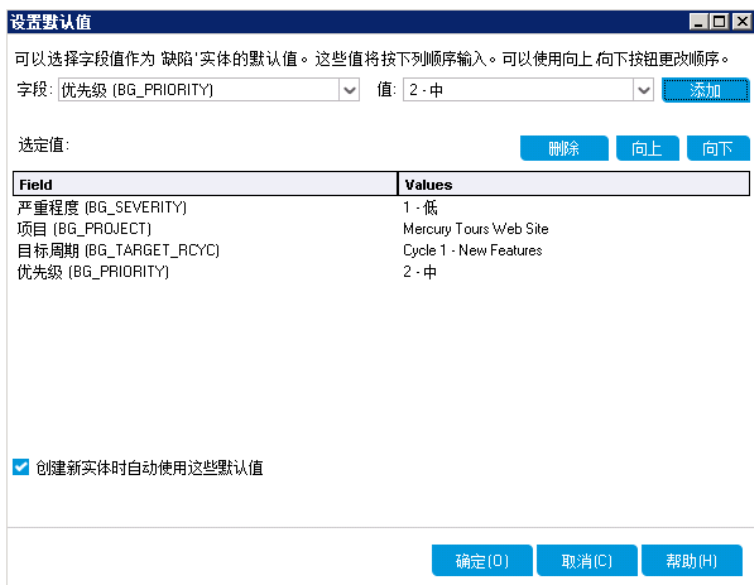 设置默认值
可以选择字段值作为 '缺陷'实体的默认值。这些值将按下列顺序输入。可以使用向上/向下按钮更改顺序。
字段: 优先级 (BG_PRIORITY) 值: 2 - 中 添加
选定值: 删除 向上 向下
Field Values
严重程度 (BG_SEVERITY) 1 - 低
项目 (BG_PROJECT) Mercury Tours Web Site
目标周期 (BG_TARGET_RCYC) Cycle 1 - New Features
优先级 (BG_PRIORITY) 2 - 中
创建新实体时自动使用这些默认值
确定(O) 取消(C) 帮助(H)